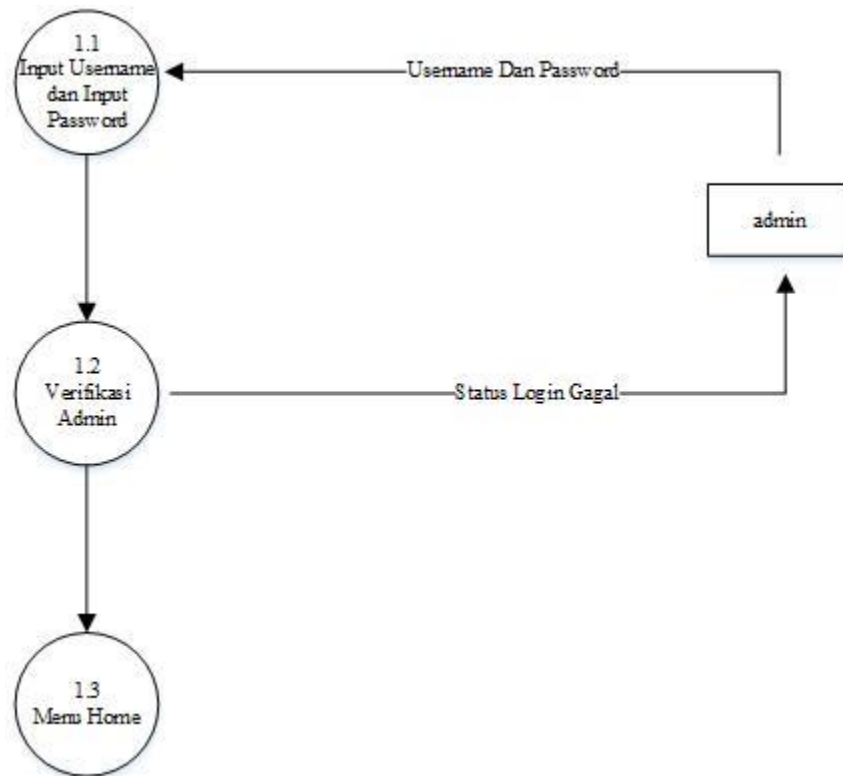 1.1
Input Username
dan Input
Password
Username Dan Password
admin
1.2
Verifikasi
Admin
Status Login Gagal
1.3
Menu Home